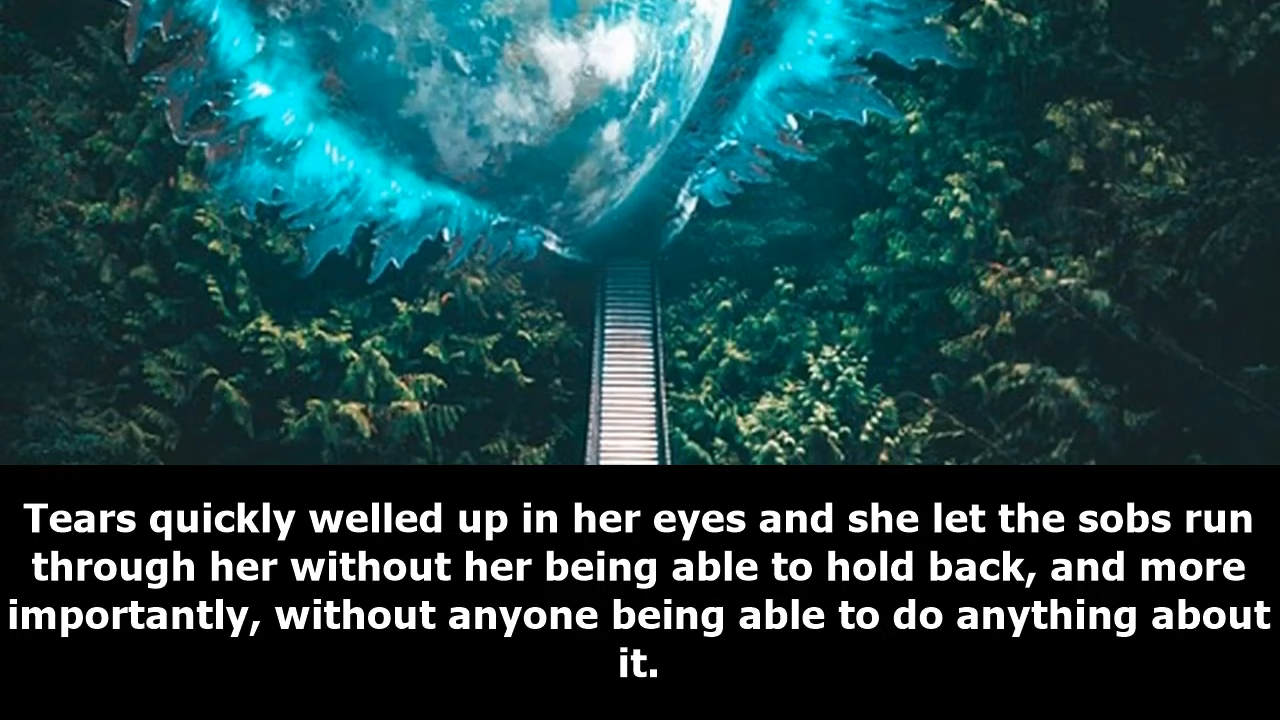 Tears quickly welled up in her eyes and she let the sobs run
through her without her being able to hold back, and more
importantly, without anyone being able to do anything about
it.